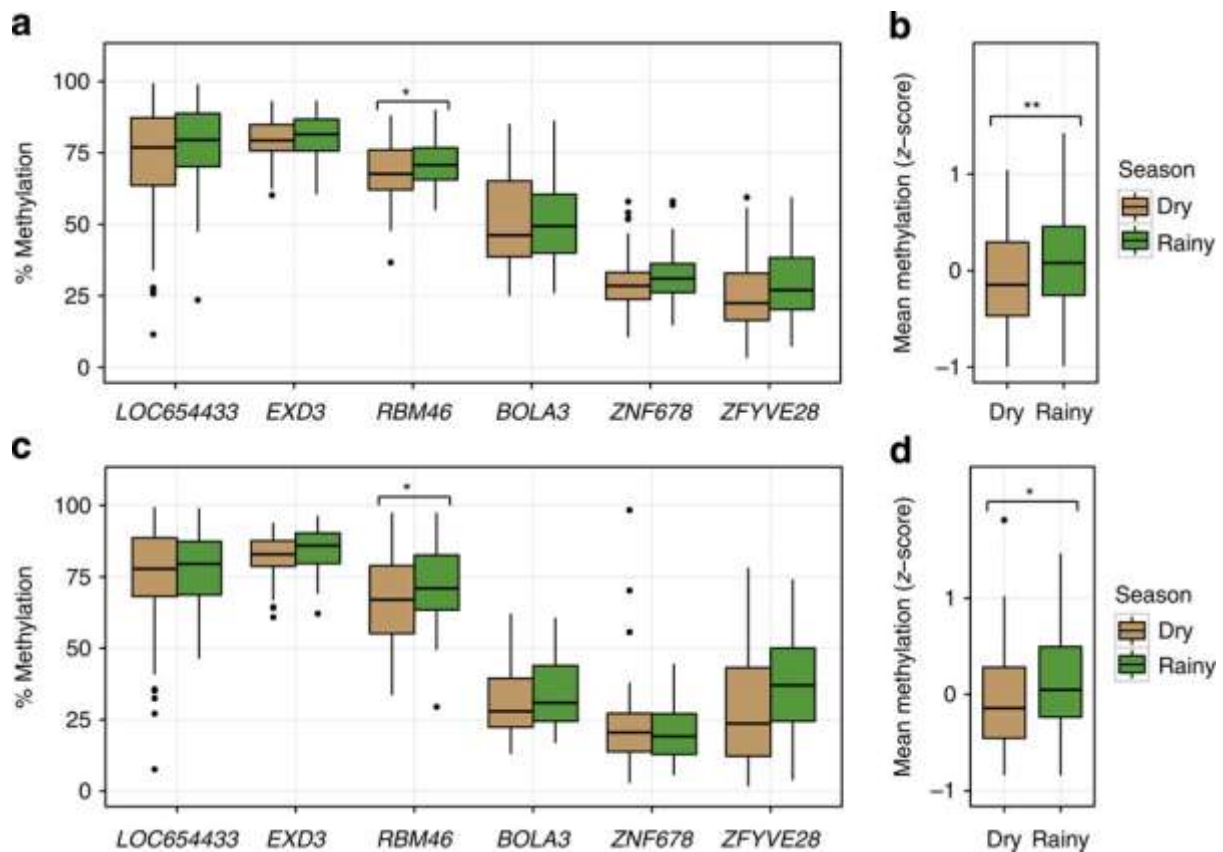 a
% Methylation
100
75
50
25
0
*
LOC654433 EXD3 RBM46 BOLA3 ZNF678 ZFYVE28
b
Mean methylation (z-score)
1
0
−1
**
Dry Rainy
Season
Dry
Rainy
c
% Methylation
100
75
50
25
0
*
LOC654433 EXD3 RBM46 BOLA3 ZNF678 ZFYVE28
d
Mean methylation (z-score)
1
0
−1
*
Dry Rainy
Season
Dry
Rainy